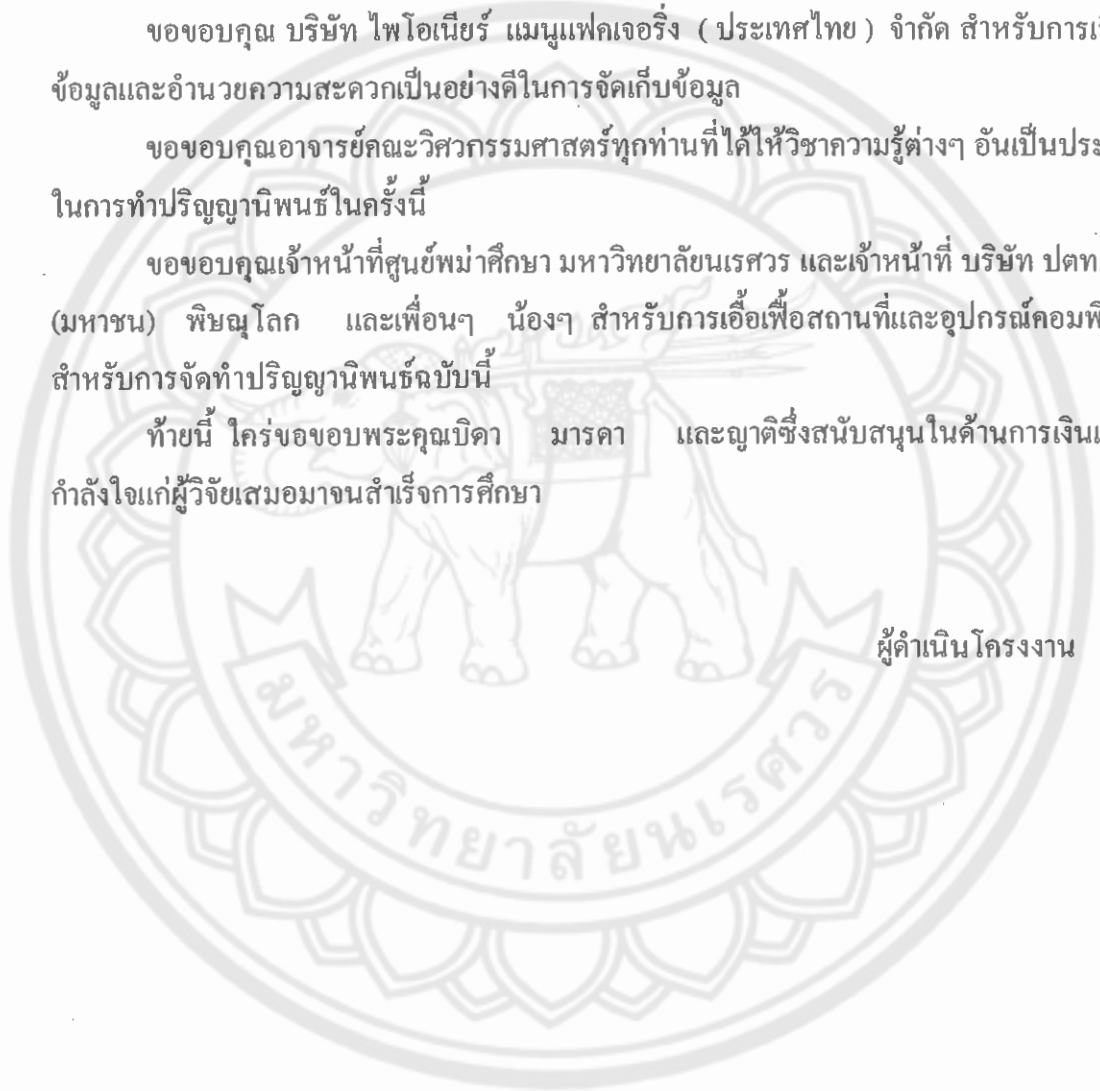 ขอขอบคุณ บริษัท ไพโอเนียร์ แมนูแฟคเจอริ่ง ( ประเทศไทย ) จำกัด สำหรับการ
ข้อมูลและอำนวยความสะดวกเป็นอย่างดีในการจัดเก็บข้อมูล
ขอขอบคุณอาจารย์คณะวิศวกรรมศาสตร์ทุกท่านที่ได้ให้วิชาความรู้ต่างๆ อันเป็นประ
ในการทำปริญญานิพนธ์ในครั้งนี้
ขอขอบคุณเจ้าหน้าที่ศูนย์พม่าศึกษา มหาวิทยาลัยนเรศวร และเจ้าหน้าที่ บริษัท ปตท
(มหาชน) พิษณุโลก และเพื่อนๆ น้องๆ สำหรับการเอื้อเฟื้อสถานที่และอุปกรณ์คอมพิ
สำหรับการจัดทำปริญญานิพนธ์ฉบับนี้
ท้ายนี้ ใคร่ขอขอบพระคุณบิดา มารดา และญาติซึ่งสนับสนุนในด้านการเงิน
กำลังใจแก่ผู้วิจัยเสมอมาจนสำเร็จการศึกษา
ผู้ดำเนินโครงงาน
มหาวิทยาลัยนเรศวร